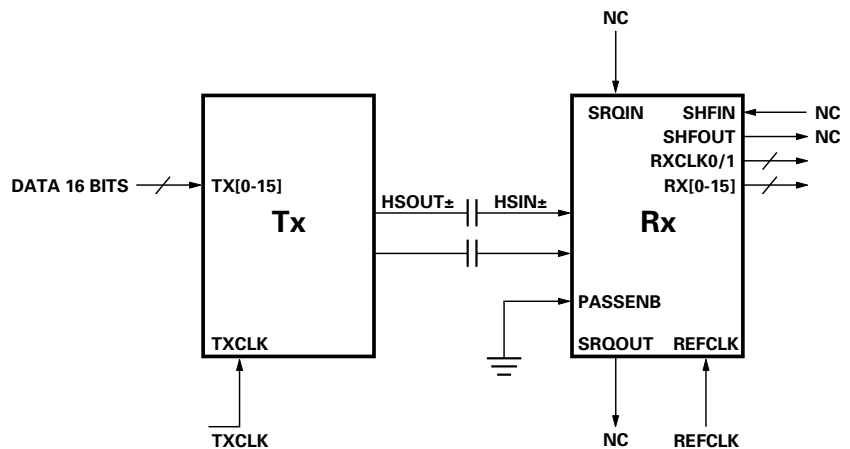 NC
SRQIN
SHFIN
NC
SHFOUT
NC
RXCLK0/1
DATA 16 BITS
TX[0-15]
RX[0-15]
HSOUT±
HSIN±
Tx
Rx
PASSENB
TXCLK
SRQOUT
REFCLK
TXCLK
NC
REFCLK